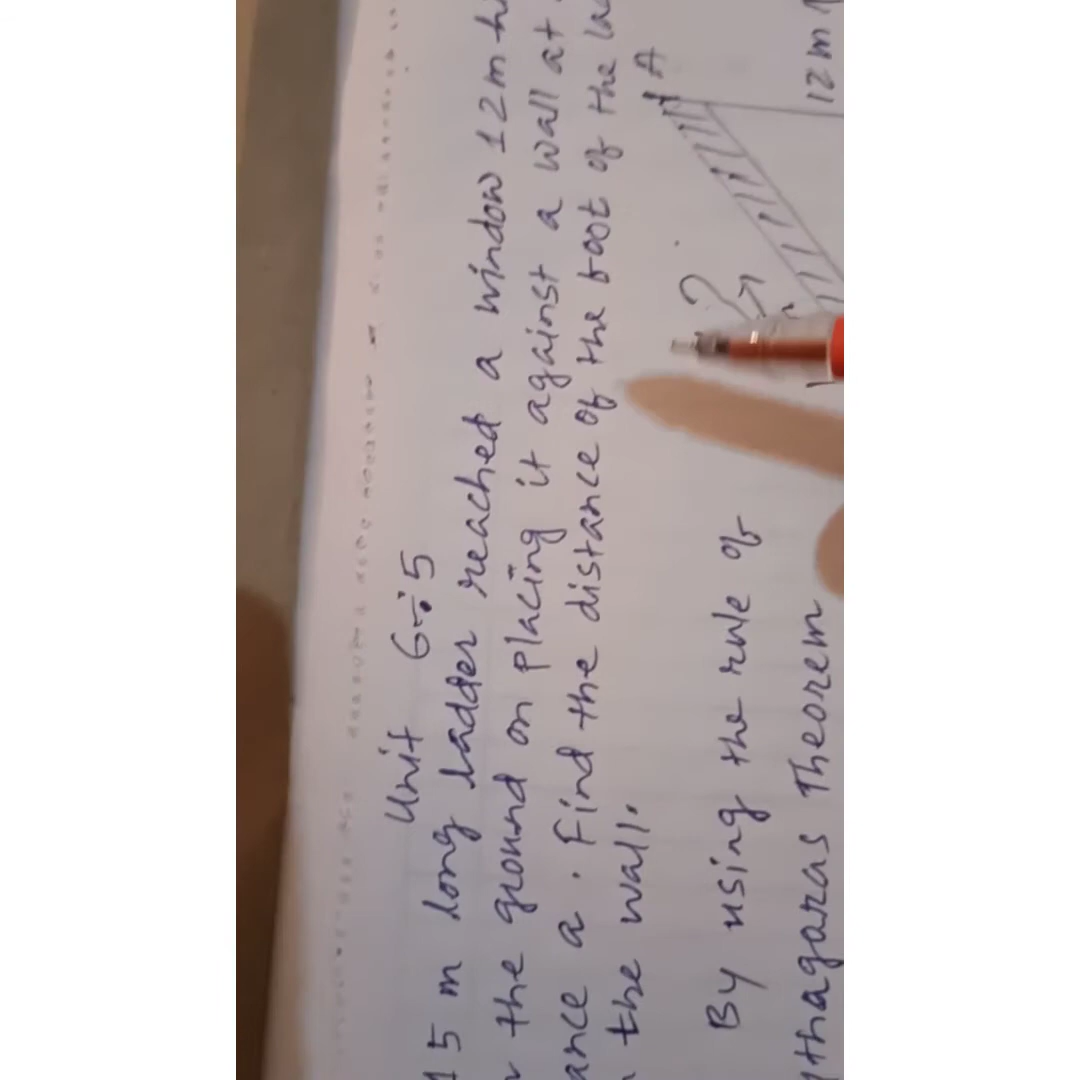 Unit 6÷5
15 m long ladder reached a window 12 m
the ground on placing it against a wall at
ance a. Find the distance of the foot of the
the wall.
A
12 m
?
By using the rule of
ythagaras Theorem